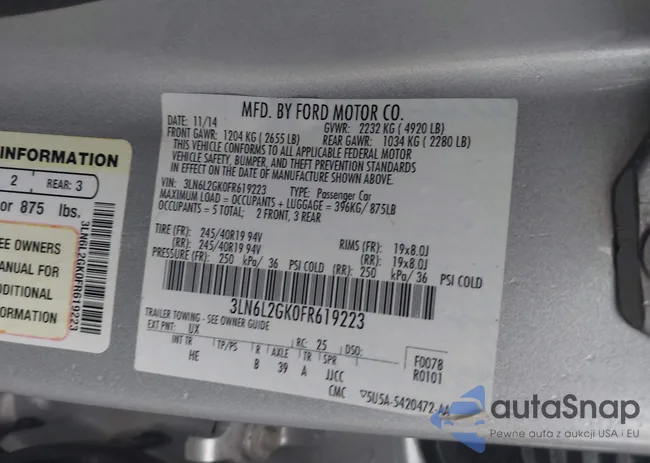 MFD. BY FORD MOTOR CO.
DATE: 11/14 GVWR: 2232 KG ( 4920 LB)
FRONT GAWR: 1204 KG ( 2655 LB) REAR GAWR: 1034 KG ( 2280 LB)
THIS VEHICLE CONFORMS TO ALL APPLICABLE FEDERAL MOTOR
VEHICLE SAFETY, BUMPER, AND THEFT PREVENTION STANDARDS
IN EFFECT ON THE DATE OF MANUFACTURE SHOWN ABOVE.
VIN: 3LN6L2GK0FR619223 TYPE: Passenger Car
MAXIMUM LOAD = OCCUPANTS + LUGGAGE = 396KG/ 875LB
OCCUPANTS = 5 TOTAL; 2 FRONT, 3 REAR
TIRE (FR): 245/40R19 94V RIMS (FR): 19x8.0J
(RR): 245/40R19 94V (RR): 19x8.0J
PRESSURE (FR): 250 kPa/ 36 PSI COLD (RR): 250 kPa/ 36 PSI COLD
3LN6L2GK0FR619223
TRAILER TOWING - SEE OWNER GUIDE
EXT PNT: UX RC: 25 DSO: F0078
INT TR TP/PS R AXLE TR SPR R0101
HE B 39 A JJCC
CMC 5U5A-5420472-AA
INFORMATION
2 REAR: 3
or 875 lbs.
SEE OWNERS
MANUAL FOR
ADDITIONAL
INFORMATION
3LN6L2GK0FR619223
autoSnap
Pewne auta z aukcji USA i EU